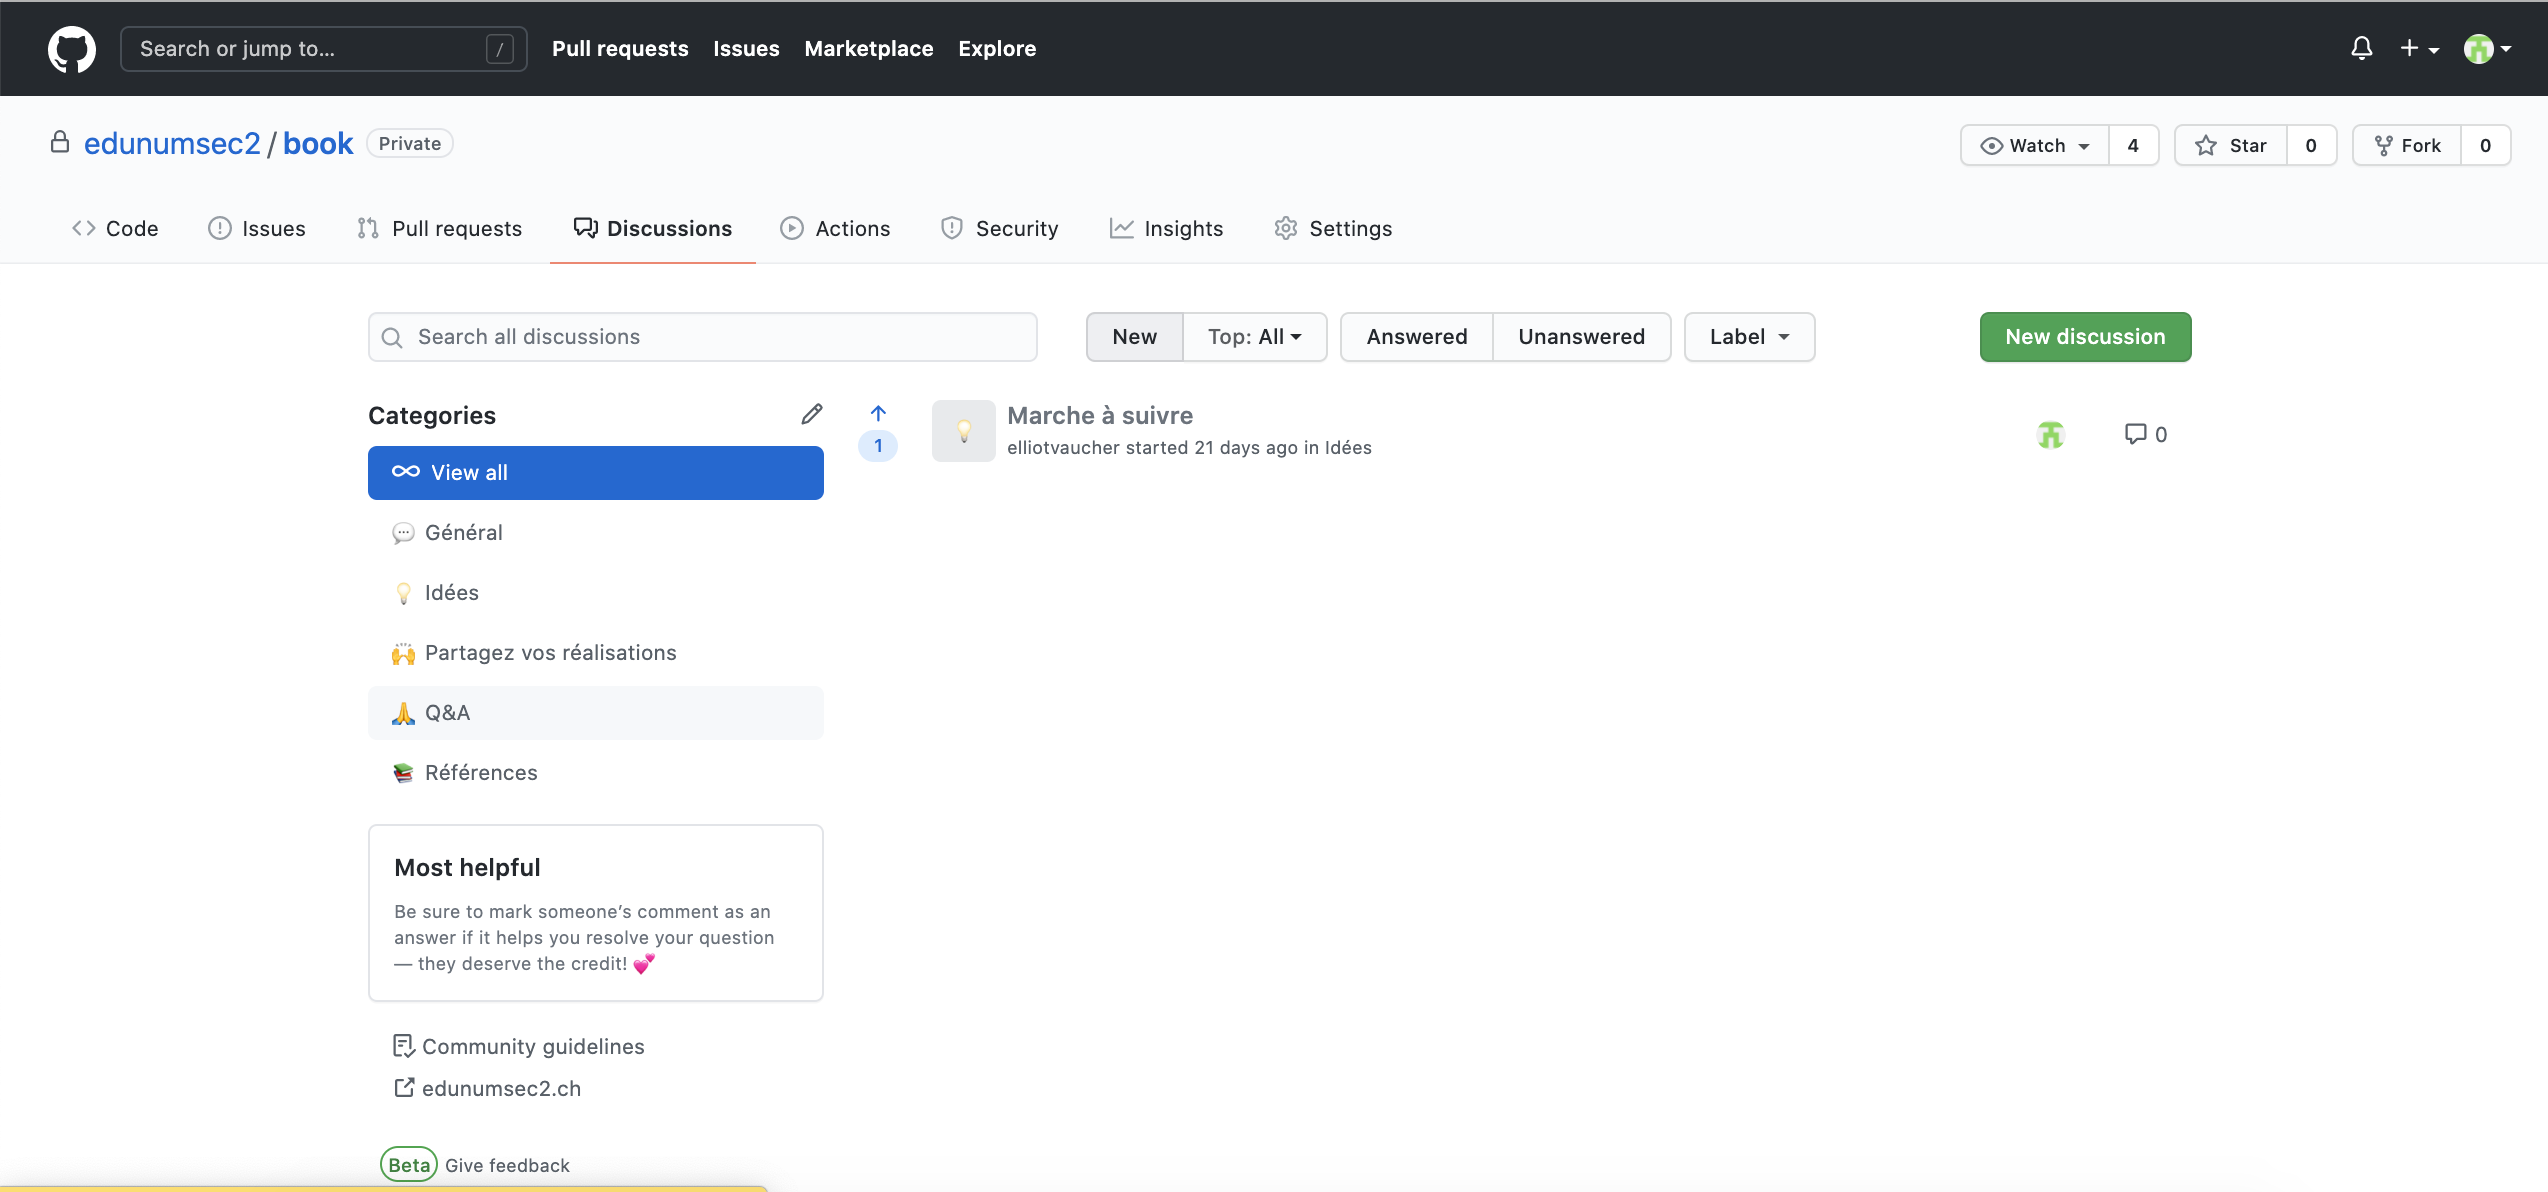 Search or jump to... / Pull requests Issues Marketplace Explore
edunumsec2 / book Private Watch 4 Star 0 Fork 0
Code Issues Pull requests Discussions Actions Security Insights Settings
Search all discussions New Top: All Answered Unanswered Label New discussion
Categories
1
Marche à suivre
elliotvaucher started 21 days ago in Idées
0
View all
Général
Idées
Partagez vos réalisations
Q&A
Références
Most helpful
Be sure to mark someone’s comment as an
answer if it helps you resolve your question
— they deserve the credit! 💕
Community guidelines
edunumsec2.ch
Beta Give feedback